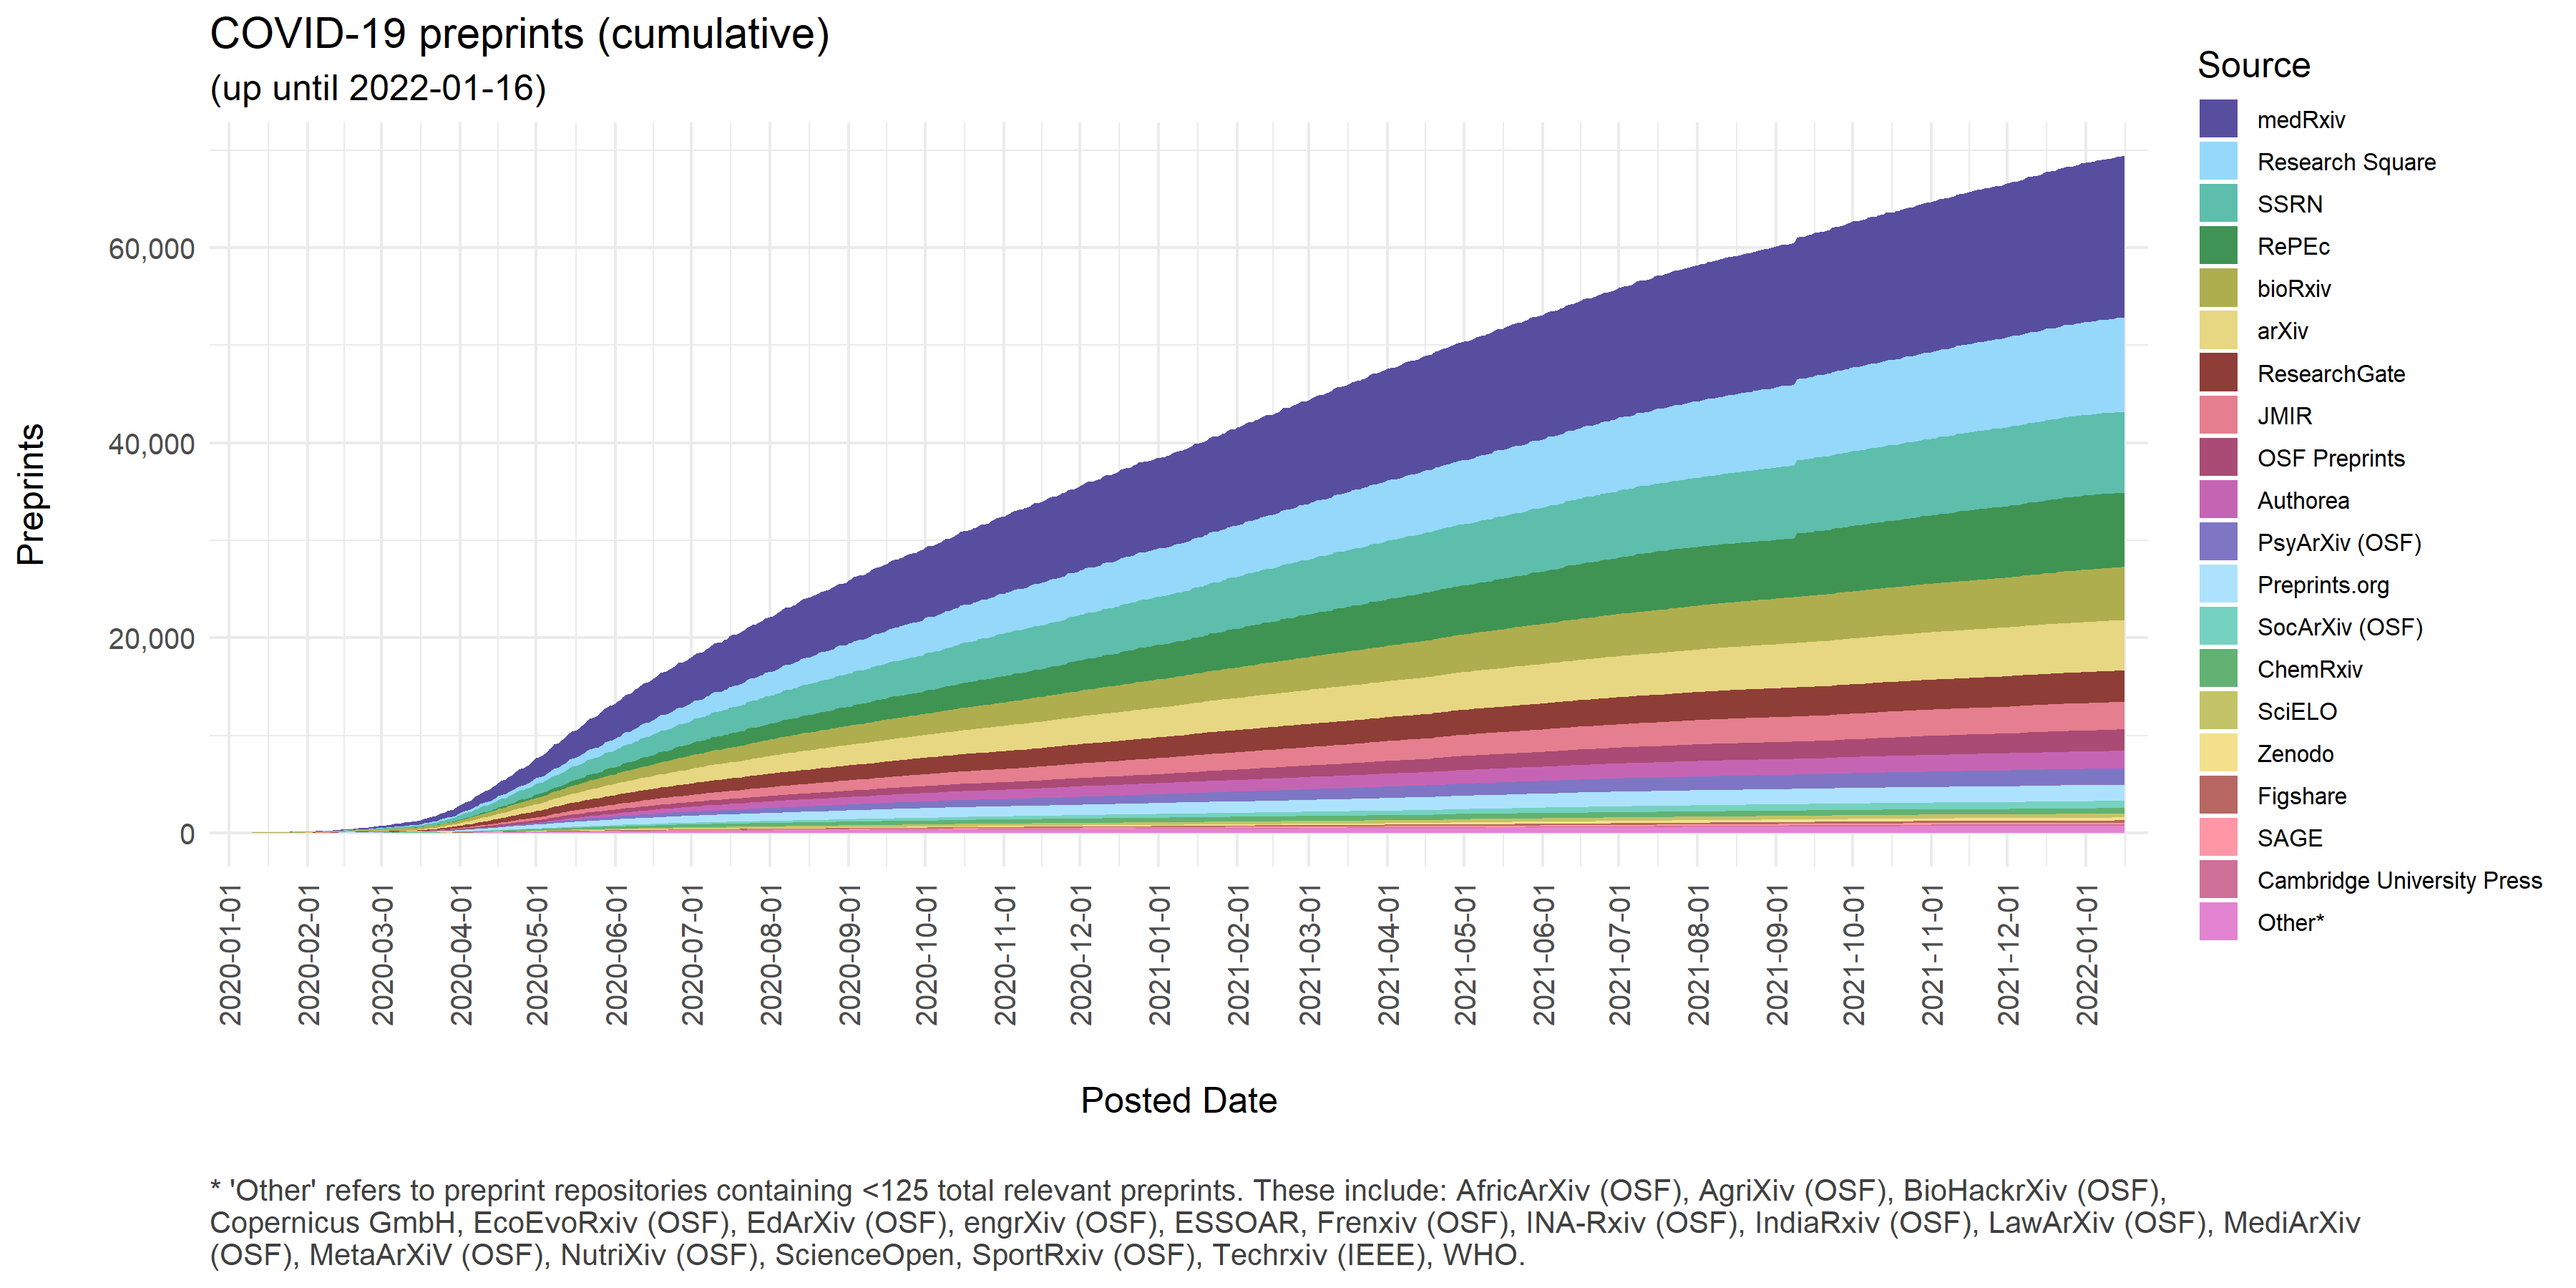 COVID-19 preprints (cumulative)
(up until 2022-01-16)
Preprints
60,000
40,000
20,000
0
2020-01-01
2020-02-01
2020-03-01
2020-04-01
2020-05-01
2020-06-01
2020-07-01
2020-08-01
2020-09-01
2020-10-01
2020-11-01
2020-12-01
2021-01-01
2021-02-01
2021-03-01
2021-04-01
2021-05-01
2021-06-01
2021-07-01
2021-08-01
2021-09-01
2021-10-01
2021-11-01
2021-12-01
2022-01-01
Posted Date
Source
medRxiv
Research Square
SSRN
RePEc
bioRxiv
arXiv
ResearchGate
JMIR
OSF Preprints
Authorea
PsyArXiv (OSF)
Preprints.org
SocArXiv (OSF)
ChemRxiv
SciELO
Zenodo
Figshare
SAGE
Cambridge University Press
Other*
* 'Other' refers to preprint repositories containing <125 total relevant preprints. These include: AfricArXiv (OSF), AgriXiv (OSF), BioHackrXiv (OSF),
Copernicus GmbH, EcoEvoRxiv (OSF), EdArXiv (OSF), engrXiv (OSF), ESSOAR, Frenxiv (OSF), INA-Rxiv (OSF), IndiaRxiv (OSF), LawArXiv (OSF), MediArXiv
(OSF), MetaArXiV (OSF), NutriXiv (OSF), ScienceOpen, SportRxiv (OSF), Techrxiv (IEEE), WHO.